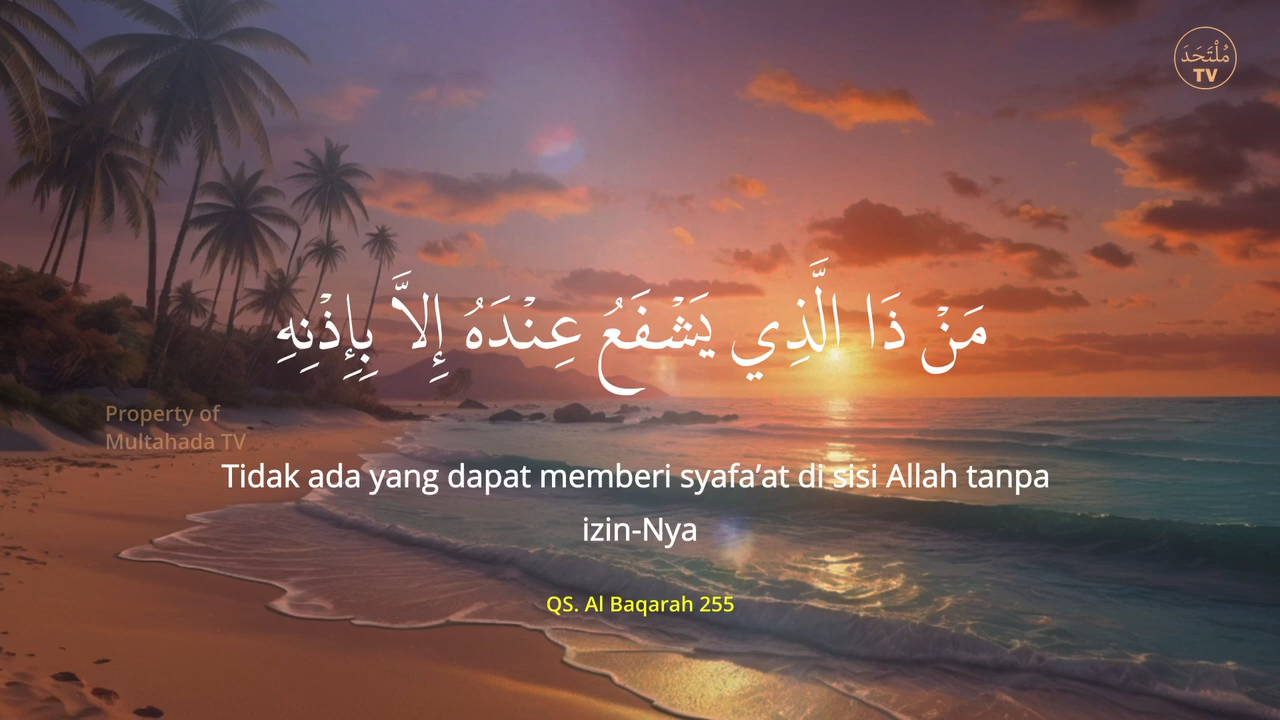 مُلْتَحَدَ
TV
مَنْ ذَا الَّذِي يَشْفَعُ عِنْدَهُ إِلاَّ بِإِذْنِهِ
Property of
Multahada TV
Tidak ada yang dapat memberi syafa’at di sisi Allah tanpa
izin-Nya
QS. Al Baqarah 255